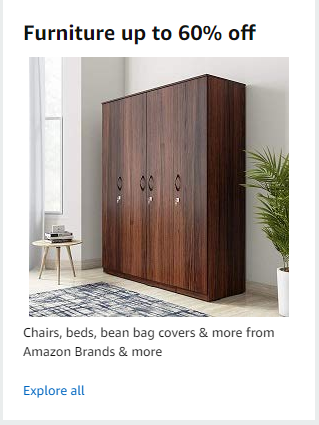 Furniture up to 60% off
Chairs, beds, bean bag covers & more from
Amazon Brands & more
Explore all